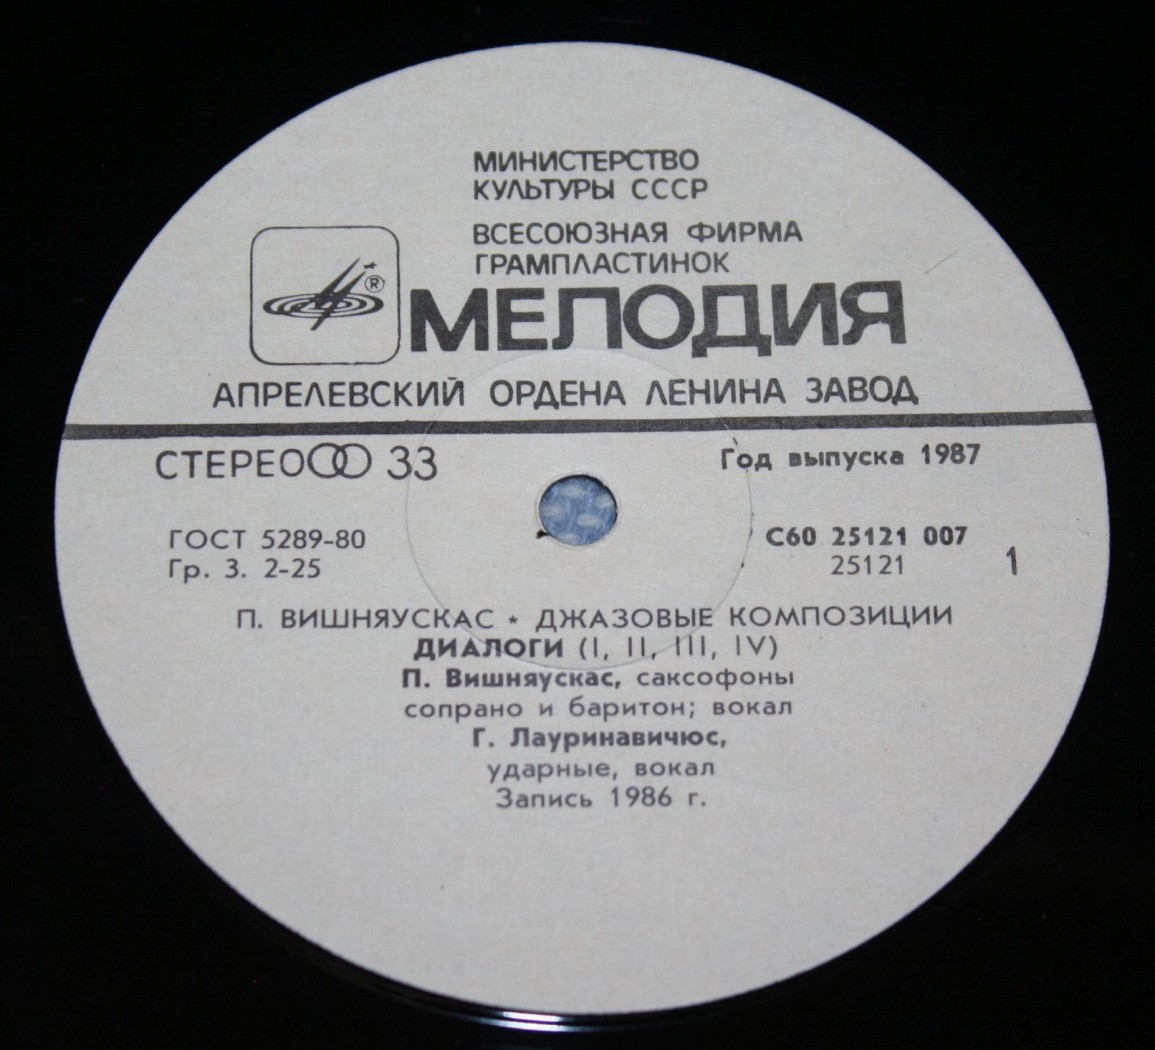 МИНИСТЕРСТВО
КУЛЬТУРЫ СССР
ВСЕСОЮЗНАЯ ФИРМА
ГРАМПЛАСТИНОК
®
МЕЛОДИЯ
АПРЕЛЕВСКИЙ ОРДЕНА ЛЕНИНА ЗАВОД
СТЕРЕО 33
Год выпуска 1987
ГОСТ 5289-80
Гр. 3. 2-25
С60 25121 007
25121
1
П. ВИШНЯУСКАС * ДЖАЗОВЫЕ КОМПОЗИЦИИ
ДИАЛОГИ (I, II, III, IV)
П. Вишняускас, саксофоны
сопрано и баритон; вокал
Г. Лауринавичюс,
ударные, вокал
Запись 1986 г.